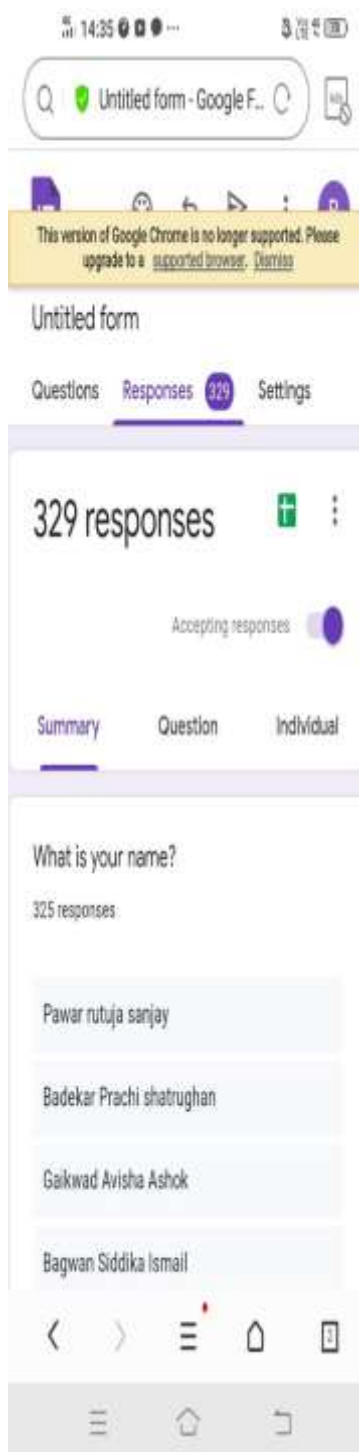 14:35
Untitled form - Google F...
This version of Google Chrome is no longer supported. Please
upgrade to a supported browser. Dismiss
Untitled form
Questions Responses 329 Settings
329 responses
Accepting responses
Summary Question Individual
What is your name?
325 responses
Pawar rutuja sanjay
Badekar Prachi shatrughan
Gaikwad Avisha Ashok
Bagwan Siddika Ismail